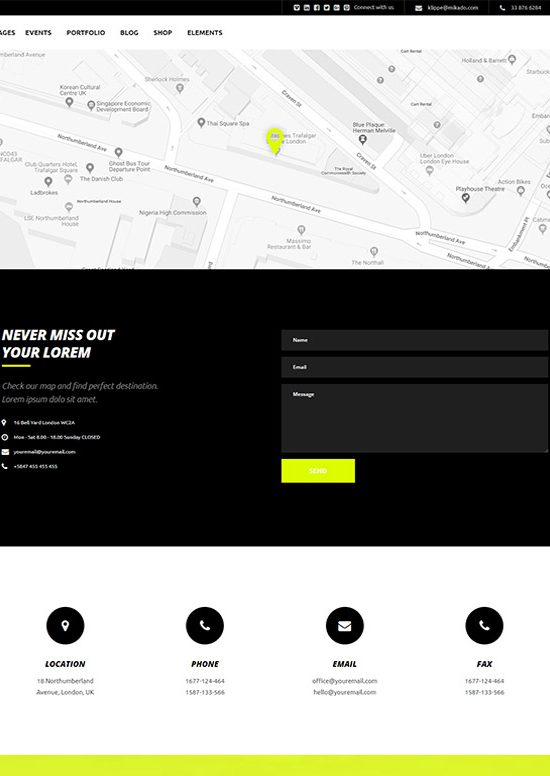 Connect with us
klippe@mikado.com
33 876 6284
AGES EVENTS PORTFOLIO BLOG SHOP ELEMENTS
Northumberland Avenue
Sherlock Holmes
Holland & Barrett
Cart Rental
Korean Cultural
Centre UK
Singapore Economic
Development Board
Craven St
Thai Square Spa
Cart Rental
Blue Plaque:
Herman Melville
Trafalgar
London
Northumberland Ave
Ghost Bus Tour
Departure Point
Club Quarters Hotel,
Trafalgar Square
The Danish Club
Ladbrokes
The Royal
Commonwealth Society
Craven St
Uber London
London Eye House
Action Bikes
Playhouse Theatre
Northumberland House
LSE Northumberland
House
Nigeria High Commission
Northumberland Ave
Embankment Pl
Massimo
Restaurant & Bar
Northumberland Ave
The Northall
Northumberland Ave
NEVER MISS OUT
YOUR LOREM
Check our map and find perfect destination.
Lorem ipsum dolo sit amet.
16 Bell Yard London WC2A
Mon - Sat 8.00 - 18.00 Sunday CLOSED
youremail@youremail.com
+5847 455 455 455
Name
Email
Message
SEND
LOCATION
18 Northumberland
Avenue, London, UK
PHONE
1677-124-464
1587-133-566
EMAIL
office@youremail.com
hello@youremail.com
FAX
1677-124-464
1587-133-566